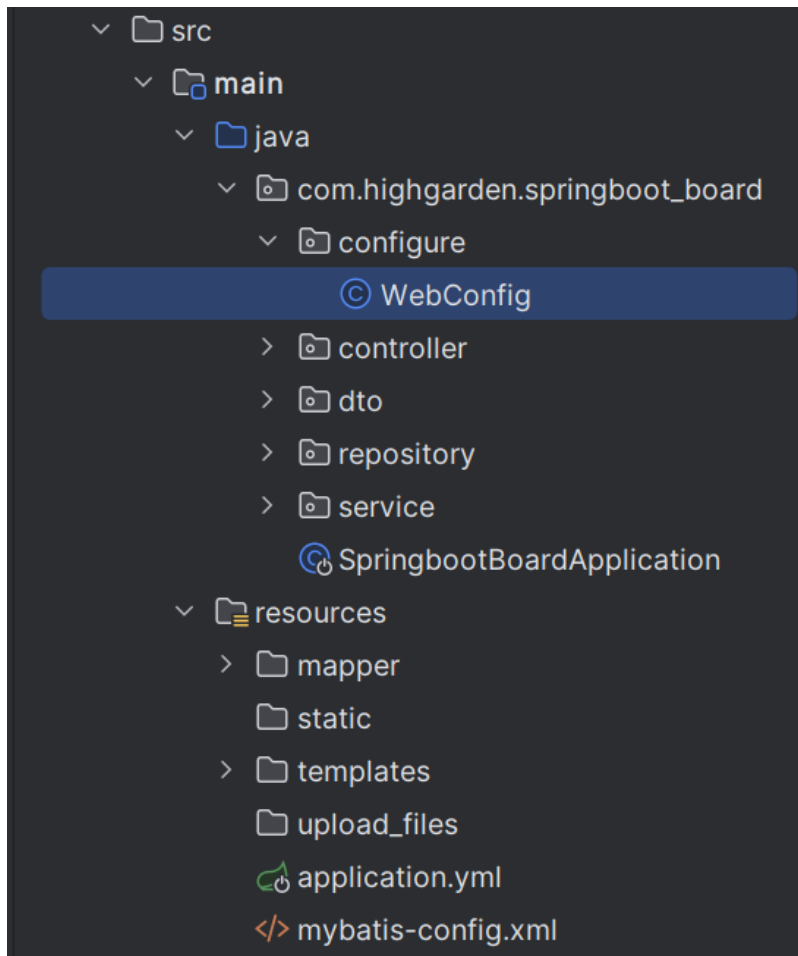 src
main
java
com.highgarden.springboot_board
configure
WebConfig
controller
dto
repository
service
SpringbootBoardApplication
resources
mapper
static
templates
upload_files
application.yml
mybatis-config.xml